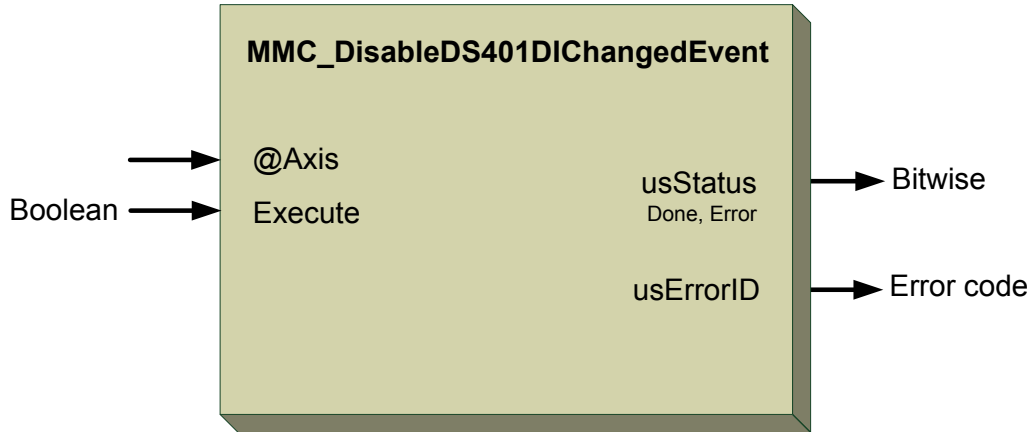 MMC_DisableDS401DIChangedEvent
@Axis
Boolean
Execute
usStatus
Done, Error
Bitwise
usErrorID
Error code